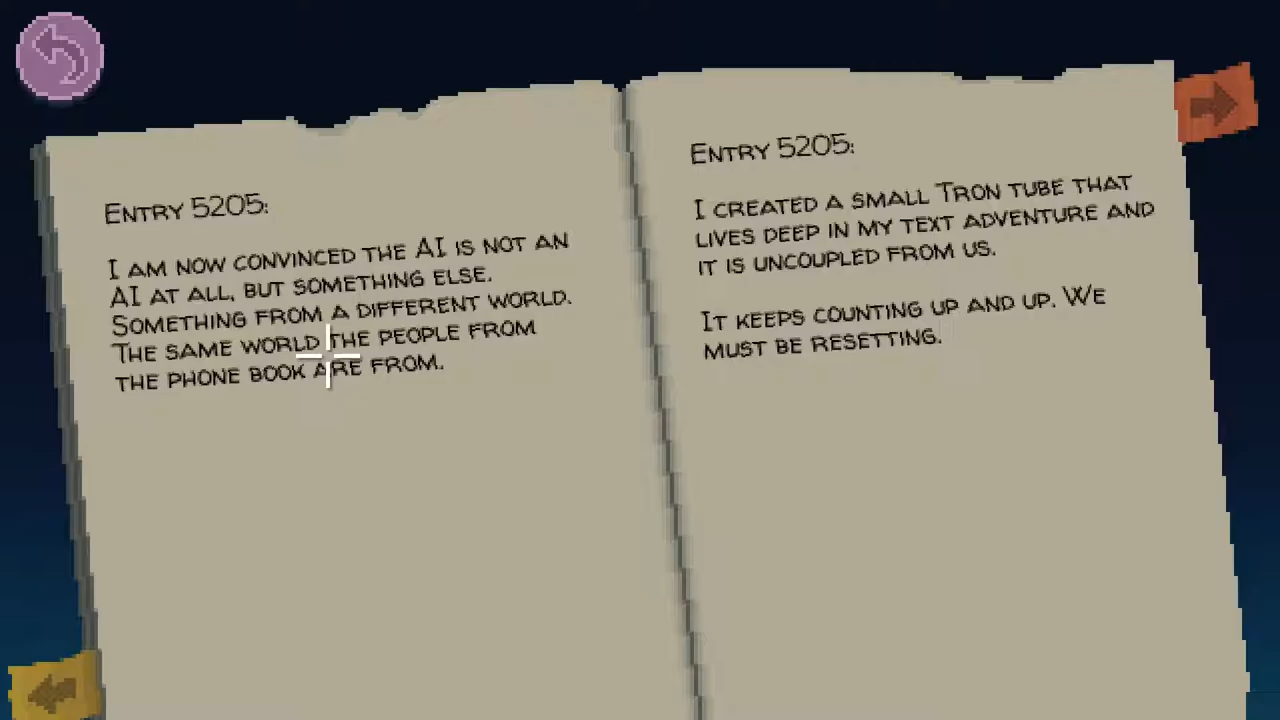 Entry 5205:
I am now convinced the AI is not an
AI at all, but something else.
Something from a different world.
The same world the people from
the phone book are from.
Entry 5205:
I created a small Tron tube that
lives deep in my text adventure and
it is uncoupled from us.
It keeps counting up and up. We
must be resetting.